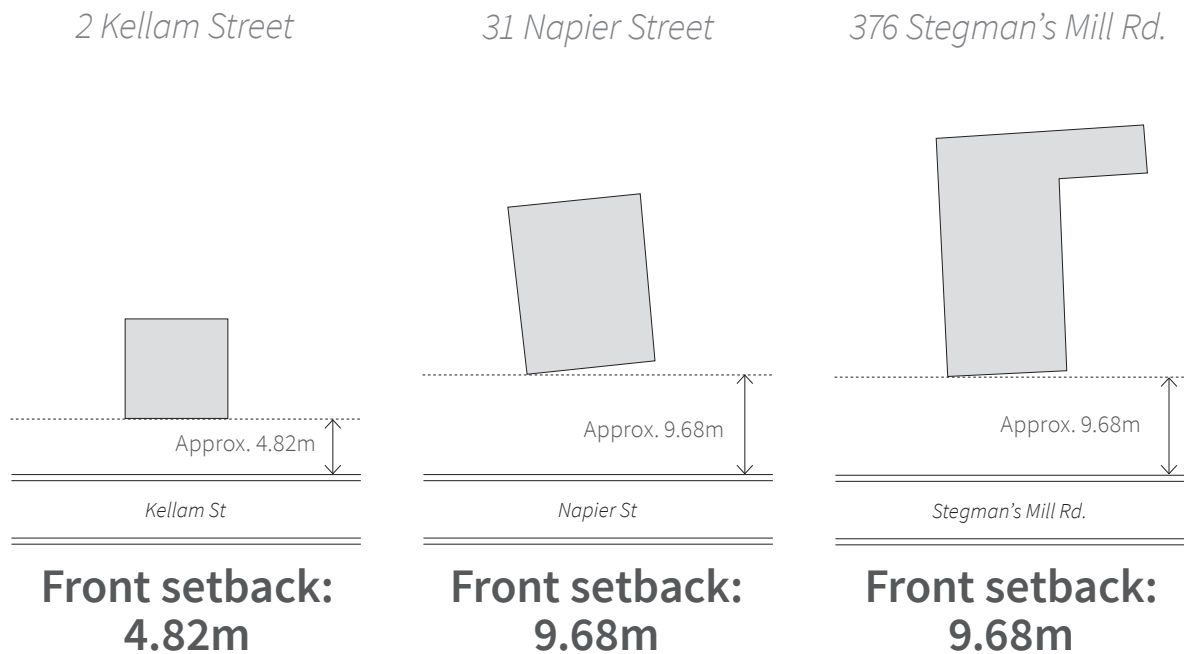 2 Kellam Street
31 Napier Street
376 Stegman’s Mill Rd.
Approx. 4.82m
Approx. 9.68m
Approx. 9.68m
Kellam St
Napier St
Stegman’s Mill Rd.
Front setback:
4.82m
Front setback:
9.68m
Front setback:
9.68m